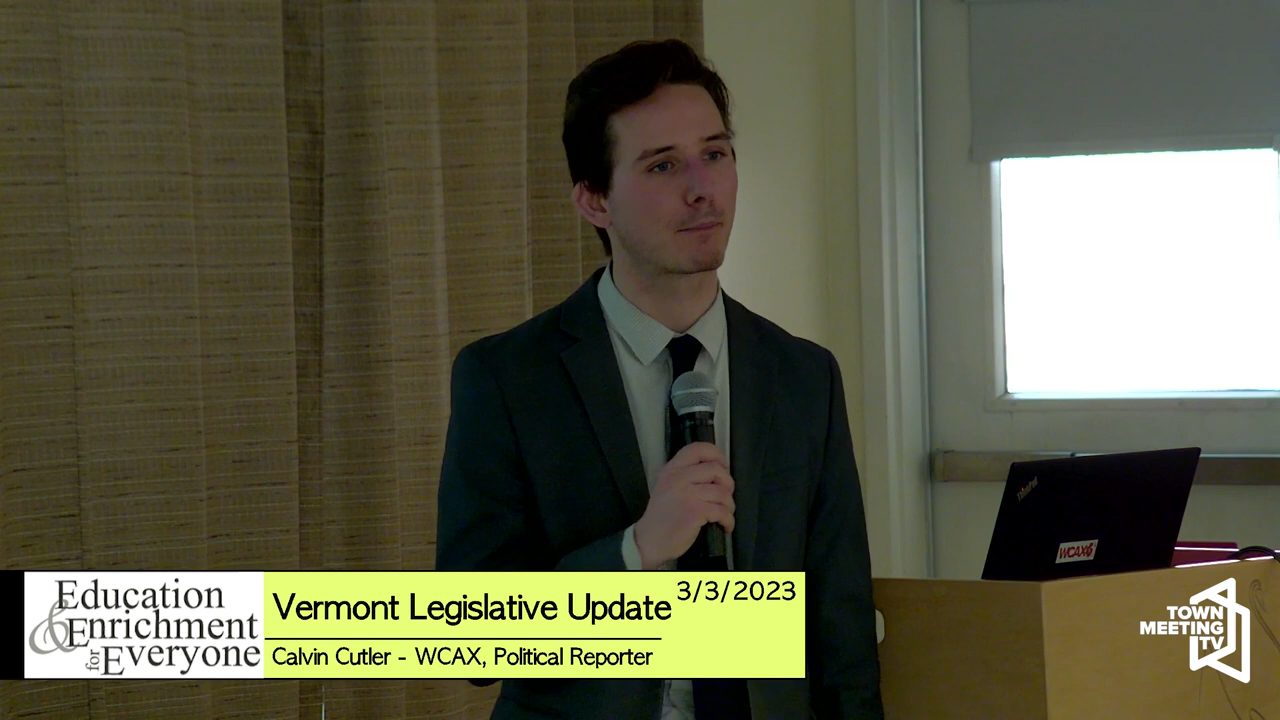 ThinkPad
WCAX3
Education
& Enrichment
for Everyone
Vermont Legislative Update
3/3/2023
Calvin Cutler - WCAX, Political Reporter
TOWN
MEETING
TV